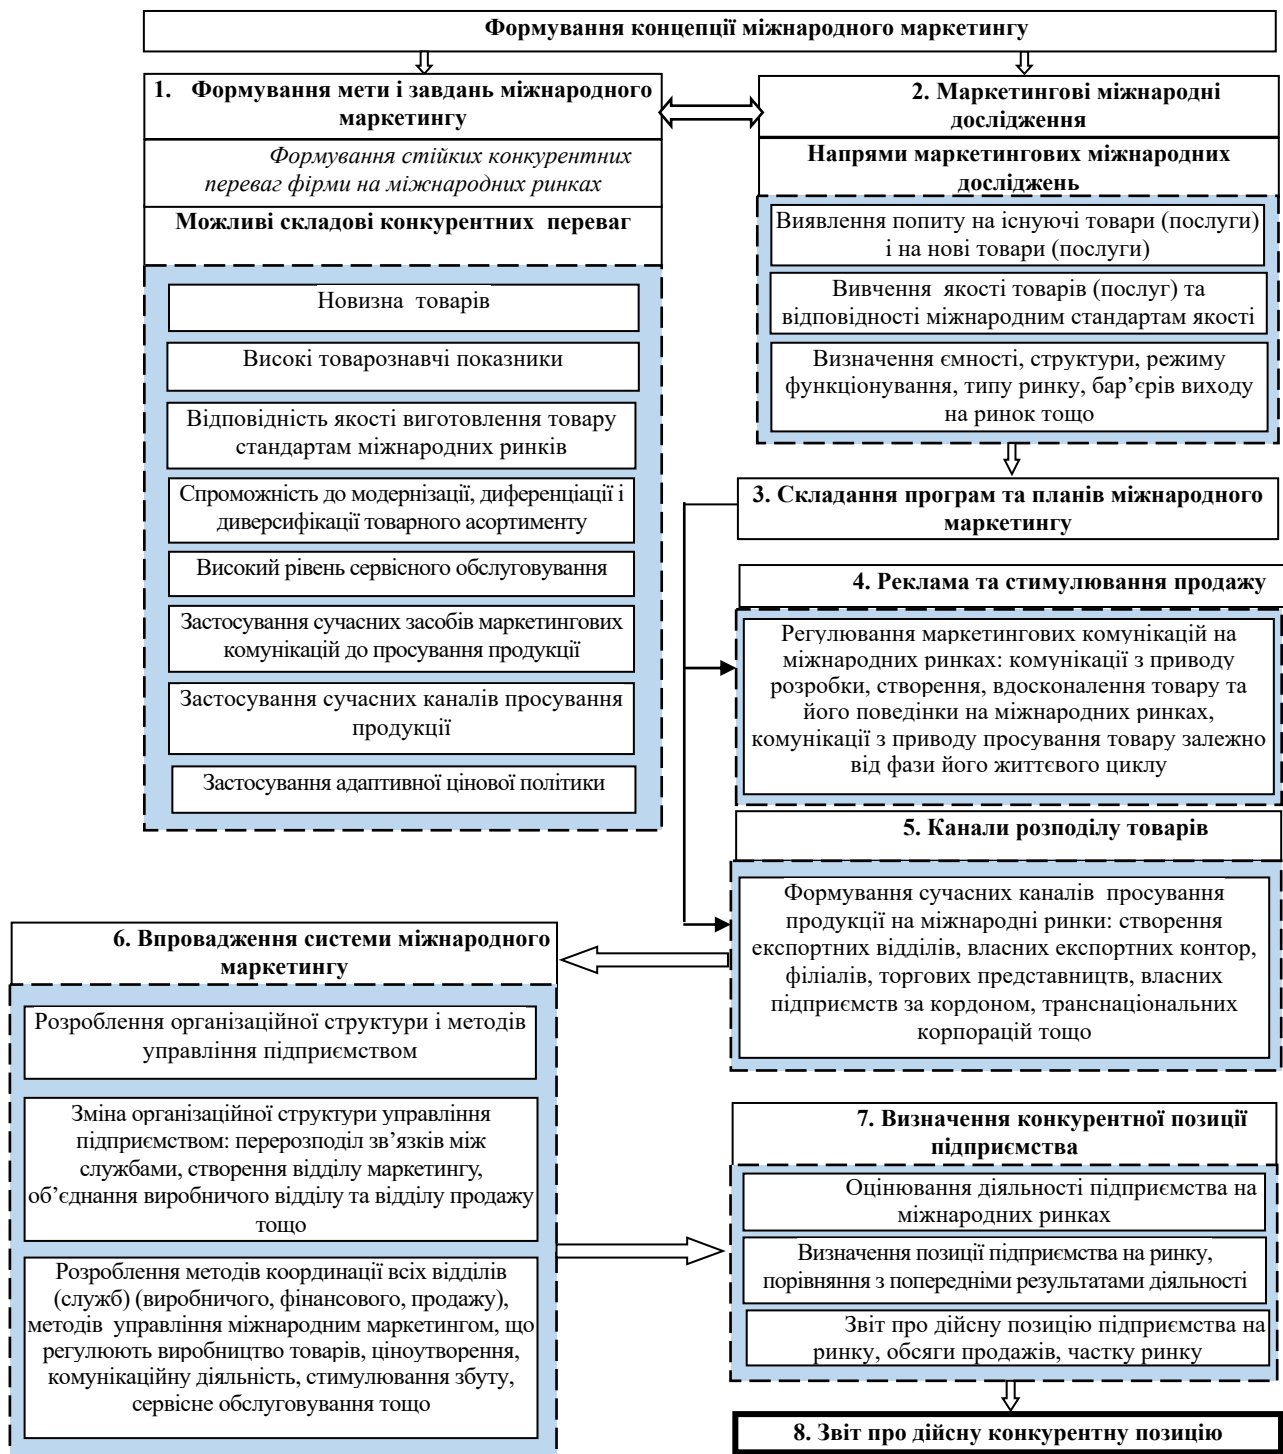 Формування концепції міжнародного маркетингу
1. Формування мети і завдань міжнародного
маркетингу
Формування стійких конкурентних
переваг фірми на міжнародних ринках
Можливі складові конкурентних переваг
Новизна товарів
Високі товарознавчі показники
Відповідність якості виготовлення товару
стандартам міжнародних ринків
Спроможність до модернізації, диференціації і
диверсифікації товарного асортименту
Високий рівень сервісного обслуговування
Застосування сучасних засобів маркетингових
комунікацій до просування продукції
Застосування сучасних каналів просування
продукції
Застосування адаптивної цінової політики
2. Маркетингові міжнародні
дослідження
Напрями маркетингових міжнародних
досліджень
Виявлення попиту на існуючі товари (послуги)
і на нові товари (послуги)
Вивчення якості товарів (послуг) та
відповідності міжнародним стандартам якості
Визначення ємності, структури, режиму
функціонування, типу ринку, бар’єрів виходу
на ринок тощо
3. Складання програм та планів міжнародного
маркетингу
4. Реклама та стимулювання продажу
Регулювання маркетингових комунікацій на
міжнародних ринках: комунікації з приводу
розробки, створення, вдосконалення товару та
його поведінки на міжнародних ринках,
комунікації з приводу просування товару залежно
від фази його життєвого циклу
5. Канали розподілу товарів
Формування сучасних каналів просування
продукції на міжнародні ринки: створення
експортних відділів, власних експортних контор,
філіалів, торгових представництв, власних
підприємств за кордоном, транснаціональних
корпорацій тощо
6. Впровадження системи міжнародного
маркетингу
Розроблення організаційної структури і методів
управління підприємством
Зміна організаційної структури управління
підприємством: перерозподіл зв’язків між
службами, створення відділу маркетингу,
об’єднання виробничого відділу та відділу продажу
тощо
Розроблення методів координації всіх відділів
(служб) (виробничого, фінансового, продажу),
методів управління міжнародним маркетингом, що
регулюють виробництво товарів, ціноутворення,
комунікаційну діяльність, стимулювання збуту,
сервісне обслуговування тощо
7. Визначення конкурентної позиції
підприємства
Оцінювання діяльності підприємства на
міжнародних ринках
Визначення позиції підприємства на ринку,
порівняння з попередніми результатами діяльності
Звіт про дійсну позицію підприємства на
ринку, обсяги продажів, частку ринку
8. Звіт про дійсну конкурентну позицію